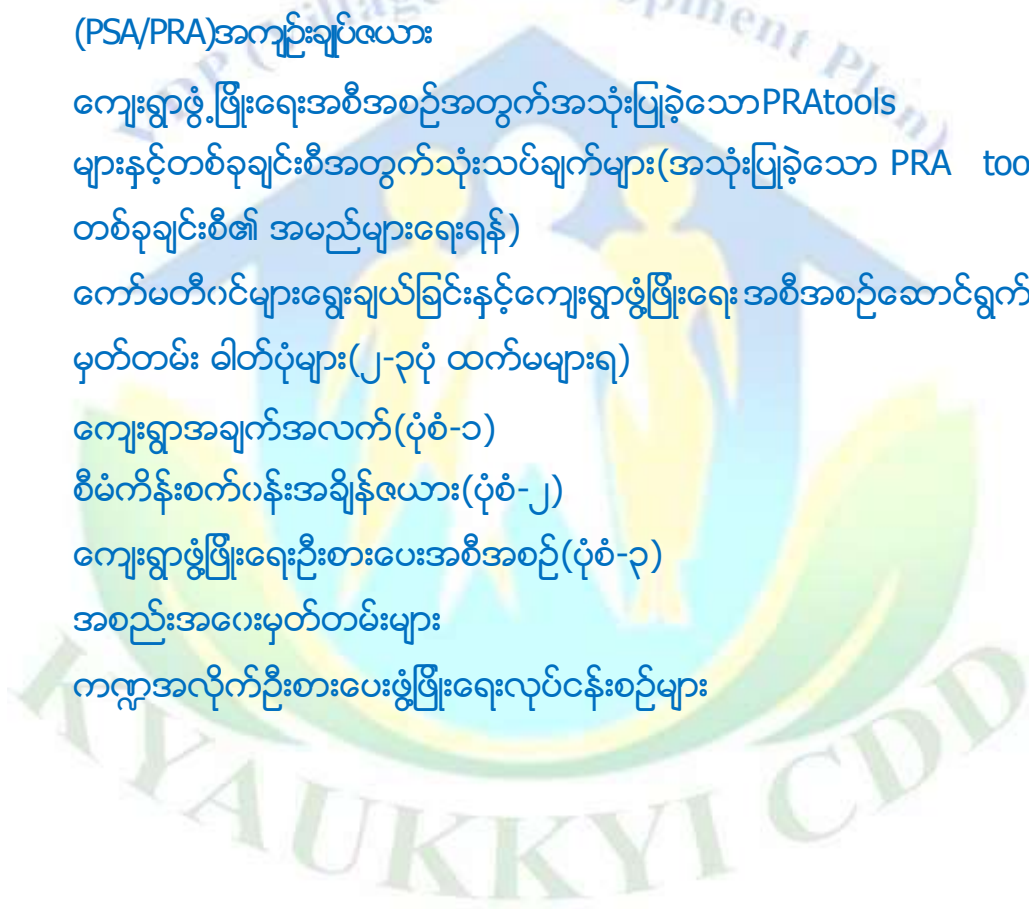 VDP (Village Development Plan)
(PSA/PRA)အကျဉ်းချုပ်ဇယား
ကျေးရွာဖွံ့ဖြိုးရေးအစီအစဉ်အတွက်အသုံးပြုခဲ့သောPRAtools
များနှင့်တစ်ခုချင်းစီအတွက်သုံးသပ်ချက်များ(အသုံးပြုခဲ့သော PRA too
တစ်ခုချင်းစီ၏ အမည်များရေးရန်)
ကော်မတီဝင်များရွေးချယ်ခြင်းနှင့်ကျေးရွာဖွံ့ဖြိုးရေး အစီအစဉ်ဆောင်ရွက်
မှတ်တမ်း ဓါတ်ပုံများ(၂-၃ပုံ ထက်မများရ)
ကျေးရွာအချက်အလက်(ပုံစံ-၁)
စီမံကိန်းစက်ဝန်းအချိန်ဇယား(ပုံစံ-၂)
ကျေးရွာဖွံ့ဖြိုးရေးဦးစားပေးအစီအစဉ်(ပုံစံ-၃)
အစည်းအဝေးမှတ်တမ်းများ
ကဏ္ဍအလိုက်ဦးစားပေးဖွံ့ဖြိုးရေးလုပ်ငန်းစဉ်များ
KYAUKKYI CDD